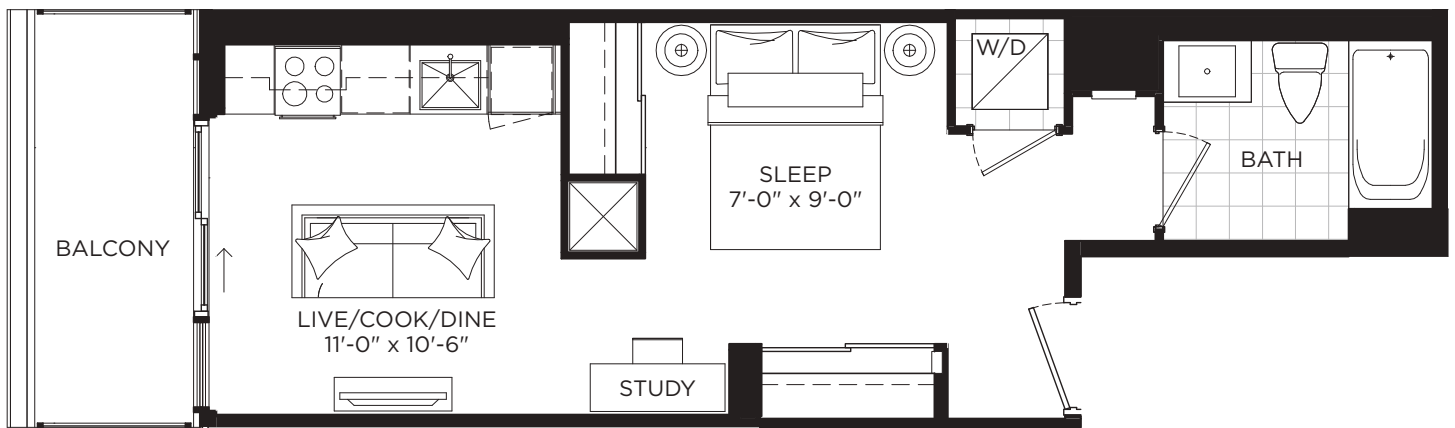 W/D
BATH
SLEEP
7'-0" x 9'-0"
BALCONY
LIVE/COOK/DINE
11'-0" x 10'-6"
STUDY